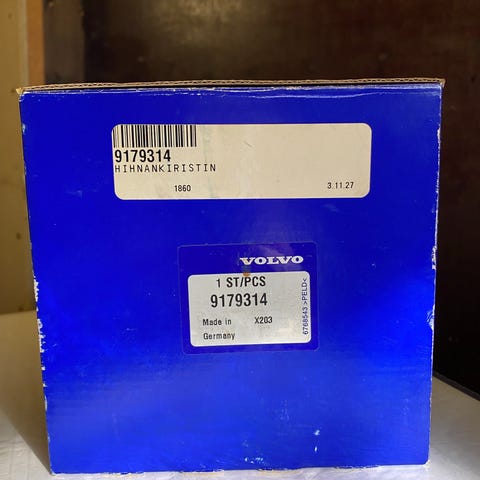 9179314
HIHNANKIRISTIN
1860 3.11.27
VOLVO
1 ST/PCS
9179314
Made in X203
Germany
6768543 >PELD<